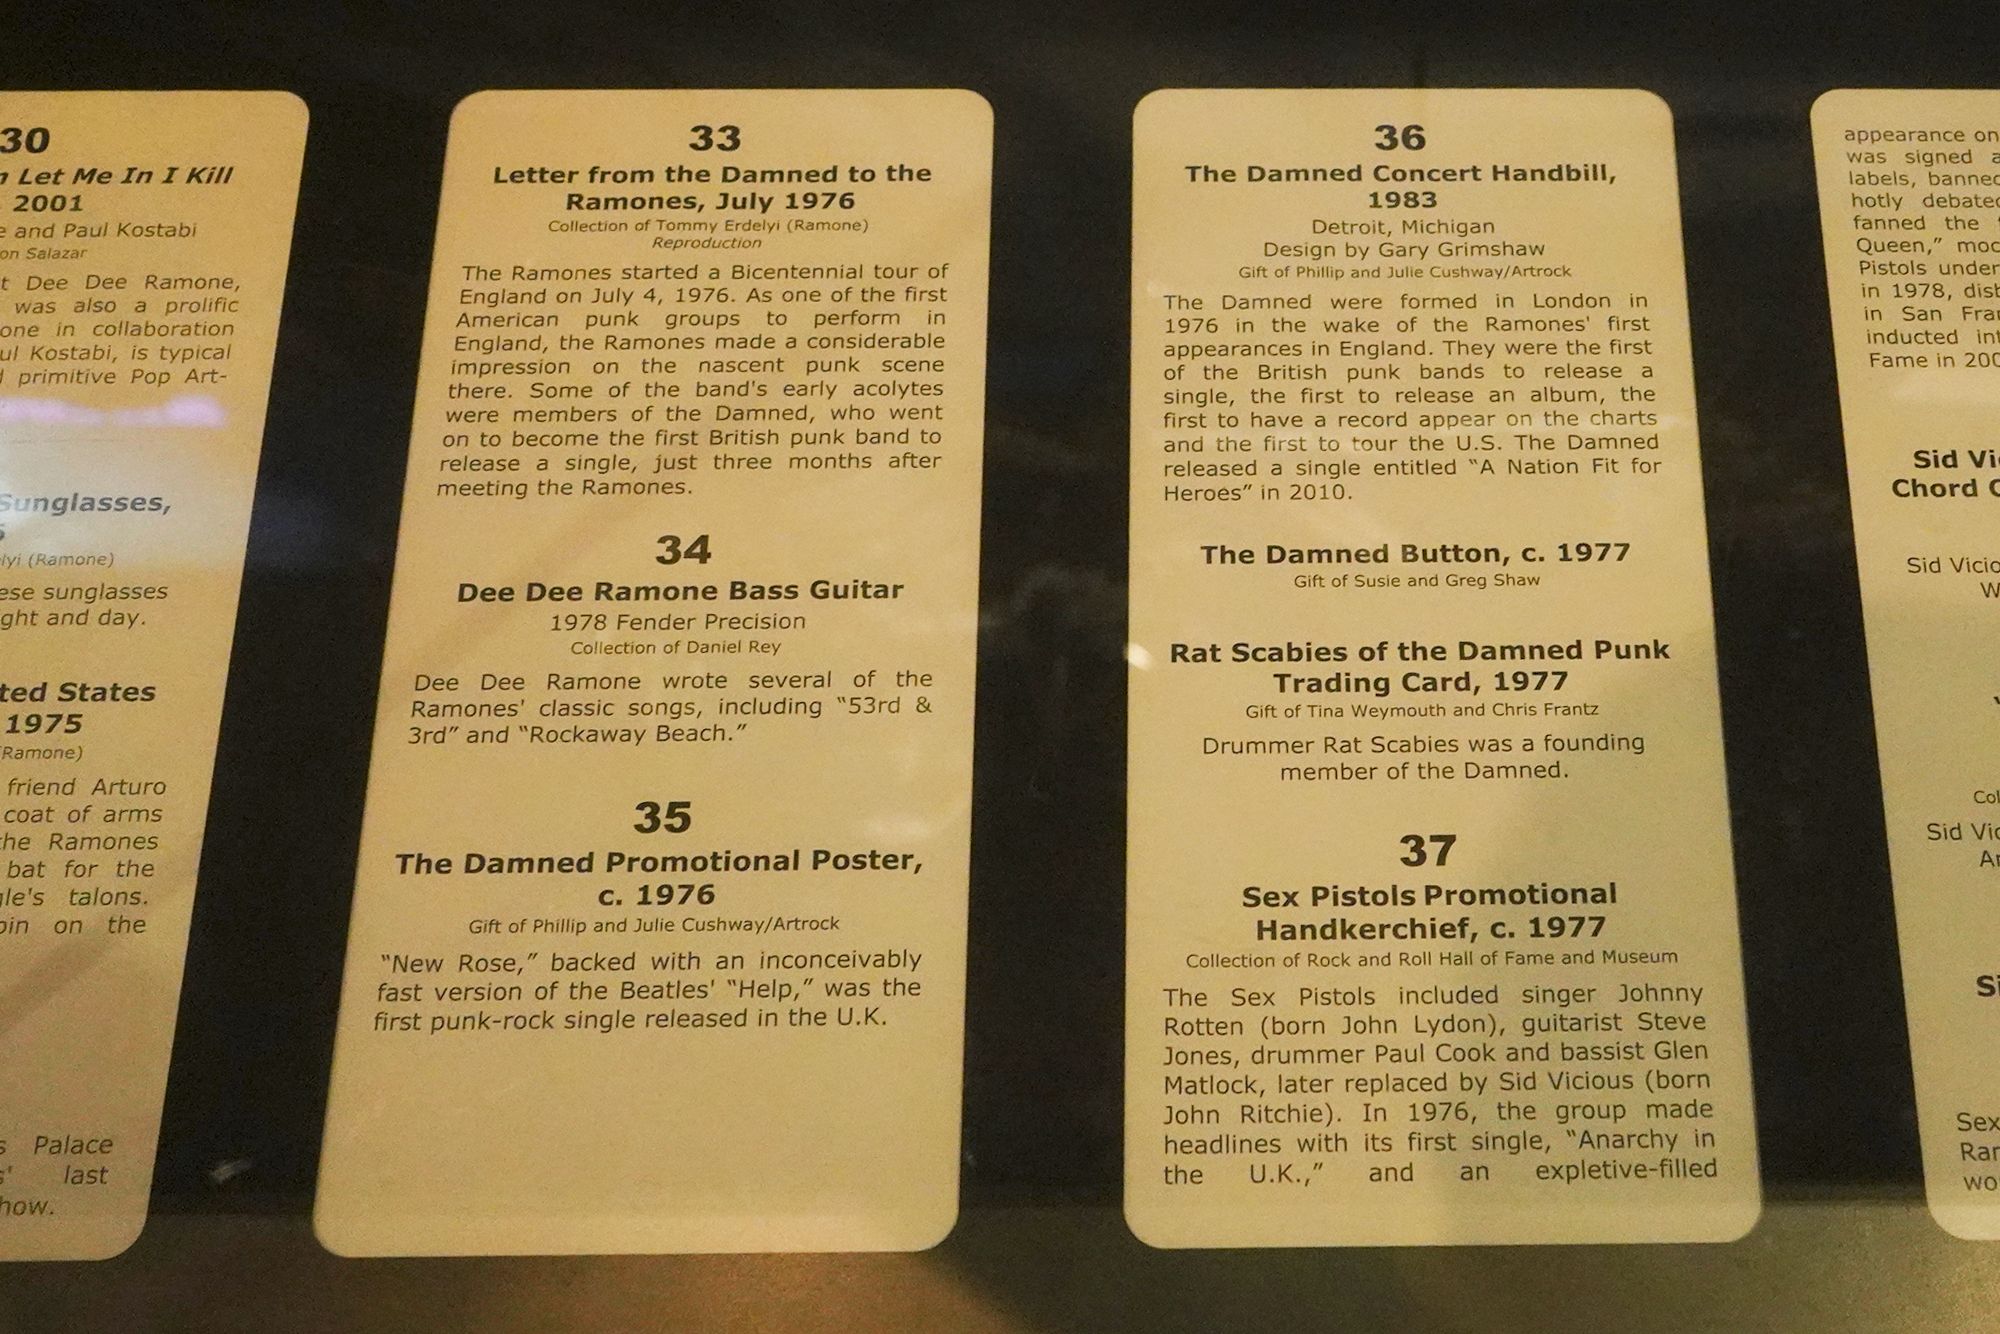 30
Let Me In I Kill
2001
and Paul Kostabi
Salazar
Dee Dee Ramone,
was also a prolific
one in collaboration
Kostabi, is typical
primitive Pop Art-
Sunglasses,
(Ramone)
sunglasses
and day.
States
1975
(Ramone)
friend Arturo
coat of arms
the Ramones
bat for the
talons.
on the
Palace
last
33
Letter from the Damned to the
Ramones, July 1976
Collection of Tommy Erdelyi (Ramone)
Reproduction
The Ramones started a Bicentennial tour of
England on July 4, 1976. As one of the first
American punk groups to perform in
England, the Ramones made a considerable
impression on the nascent punk scene
there. Some of the band's early acolytes
were members of the Damned, who went
on to become the first British punk band to
release a single, just three months after
meeting the Ramones.
34
Dee Dee Ramone Bass Guitar
1978 Fender Precision
Collection of Daniel Rey
Dee Dee Ramone wrote several of the
Ramones' classic songs, including “53rd &
3rd” and “Rockaway Beach.”
35
The Damned Promotional Poster,
c. 1976
Gift of Phillip and Julie Cushway/Artrock
“New Rose,” backed with an inconceivably
fast version of the Beatles' “Help,” was the
first punk-rock single released in the U.K.
36
The Damned Concert Handbill,
1983
Detroit, Michigan
Design by Gary Grimshaw
Gift of Phillip and Julie Cushway/Artrock
The Damned were formed in London in
1976 in the wake of the Ramones' first
appearances in England. They were the first
of the British punk bands to release a
single, the first to release an album, the
first to have a record appear on the charts
and the first to tour the U.S. The Damned
released a single entitled “A Nation Fit for
Heroes” in 2010.
The Damned Button, c. 1977
Gift of Susie and Greg Shaw
Rat Scabies of the Damned Punk
Trading Card, 1977
Gift of Tina Weymouth and Chris Frantz
Drummer Rat Scabies was a founding
member of the Damned.
37
Sex Pistols Promotional
Handkerchief, c. 1977
Collection of Rock and Roll Hall of Fame and Museum
The Sex Pistols included singer Johnny
Rotten (born John Lydon), guitarist Steve
Jones, drummer Paul Cook and bassist Glen
Matlock, later replaced by Sid Vicious (born
John Ritchie). In 1976, the group made
headlines with its first single, “Anarchy in
the U.K.,” and an expletive-filled
appearance on
was signed
labels, banned
hotly debated
fanned the
Queen,”
Pistols under
in 1978,
in San
inducted
Fame in
Sid
Chord
Sid
Sid
Sex